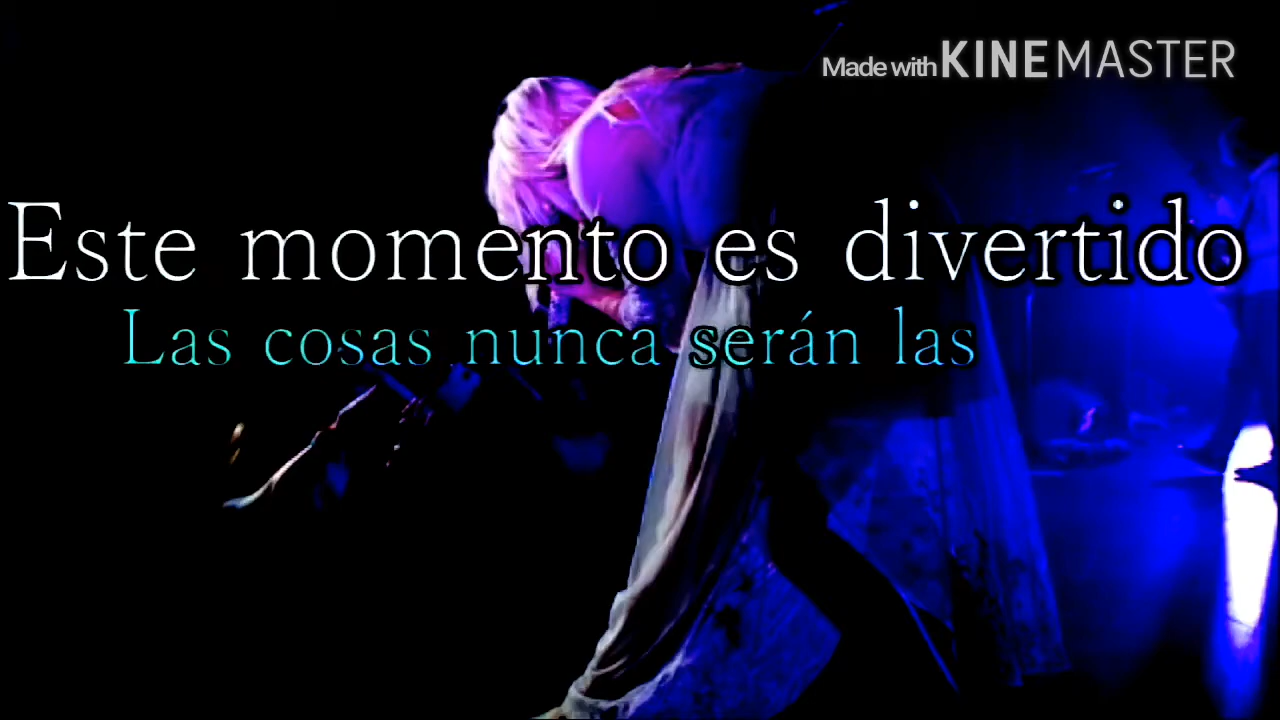 Made with KINEMASTER
Este momento es divertido
Las cosas nunca serán las